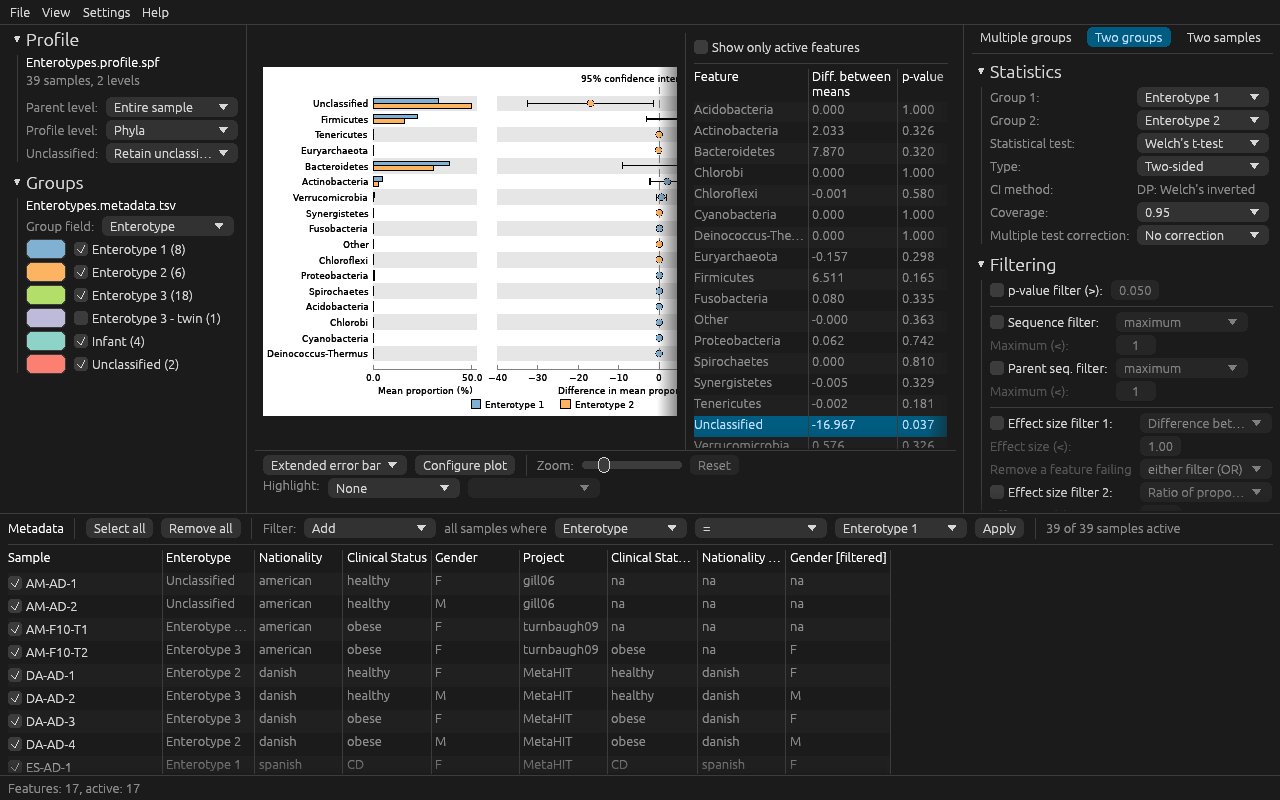 File View Settings Help
Profile
Enterotypes.profile.spf
39 samples, 2 levels
Parent level: Entire sample
Profile level: Phyla
Unclassified: Retain unclassi...
Groups
Enterotypes.metadata.tsv
Group field: Enterotype
Enterotype 1 (8)
Enterotype 2 (6)
Enterotype 3 (18)
Enterotype 3 - twin (1)
Infant (4)
Unclassified (2)
95% confidence inter
Unclassified
Firmicutes
Tenericutes
Euryarchaeota
Bacteroidetes
Actinobacteria
Verrucomicrobia
Synergistetes
Fusobacteria
Other
Chloroflexi
Proteobacteria
Spirochaetes
Acidobacteria
Chlorobi
Cyanobacteria
Deinococcus-Thermus
0.0 50.0 −40 −30 −20 −10 0
Mean proportion (%) Difference in mean propor
Enterotype 1 Enterotype 2
Extended error bar Configure plot Zoom: Reset
Highlight: None
Show only active features
Feature Diff. between means p-value
Acidobacteria 0.000 1.000
Actinobacteria 2.033 0.326
Bacteroidetes 7.870 0.320
Chlorobi 0.000 1.000
Chloroflexi -0.001 0.580
Cyanobacteria 0.000 1.000
Deinococcus-The... 0.000 1.000
Euryarchaeota -0.157 0.298
Firmicutes 6.511 0.165
Fusobacteria 0.080 0.335
Other -0.000 0.363
Proteobacteria 0.062 0.742
Spirochaetes 0.000 0.810
Synergistetes -0.005 0.329
Tenericutes -0.002 0.181
Unclassified -16.967 0.037
Verrucomicrobia 0.576 0.326
Multiple groups Two groups Two samples
Statistics
Group 1: Enterotype 1
Group 2: Enterotype 2
Statistical test: Welch's t-test
Type: Two-sided
CI method: DP: Welch's inverted
Coverage: 0.95
Multiple test correction: No correction
Filtering
p-value filter (>): 0.050
Sequence filter: maximum
Maximum (<): 1
Parent seq. filter: maximum
Maximum (<): 1
Effect size filter 1: Difference bet...
Effect size (<): 1.00
Remove a feature failing either filter (OR)
Effect size filter 2: Ratio of propo...
Metadata Select all Remove all Filter: Add all samples where Enterotype = Enterotype 1 Apply 39 of 39 samples active
Sample Enterotype Nationality Clinical Status Gender Project Clinical Stat... Nationality ... Gender [filtered]
AM-AD-1 Unclassified american healthy F gill06 na na na
AM-AD-2 Unclassified american healthy M gill06 na na na
AM-F10-T1 Enterotype ... american obese F turnbaugh09 na na na
AM-F10-T2 Enterotype 3 american obese F turnbaugh09 obese na F
DA-AD-1 Enterotype 2 danish healthy F MetaHIT healthy danish F
DA-AD-2 Enterotype 3 danish healthy M MetaHIT healthy danish M
DA-AD-3 Enterotype 3 danish obese F MetaHIT obese danish F
DA-AD-4 Enterotype 2 danish obese M MetaHIT obese danish M
ES-AD-1 Enterotype 1 spanish CD F MetaHIT CD spanish F
Features: 17, active: 17